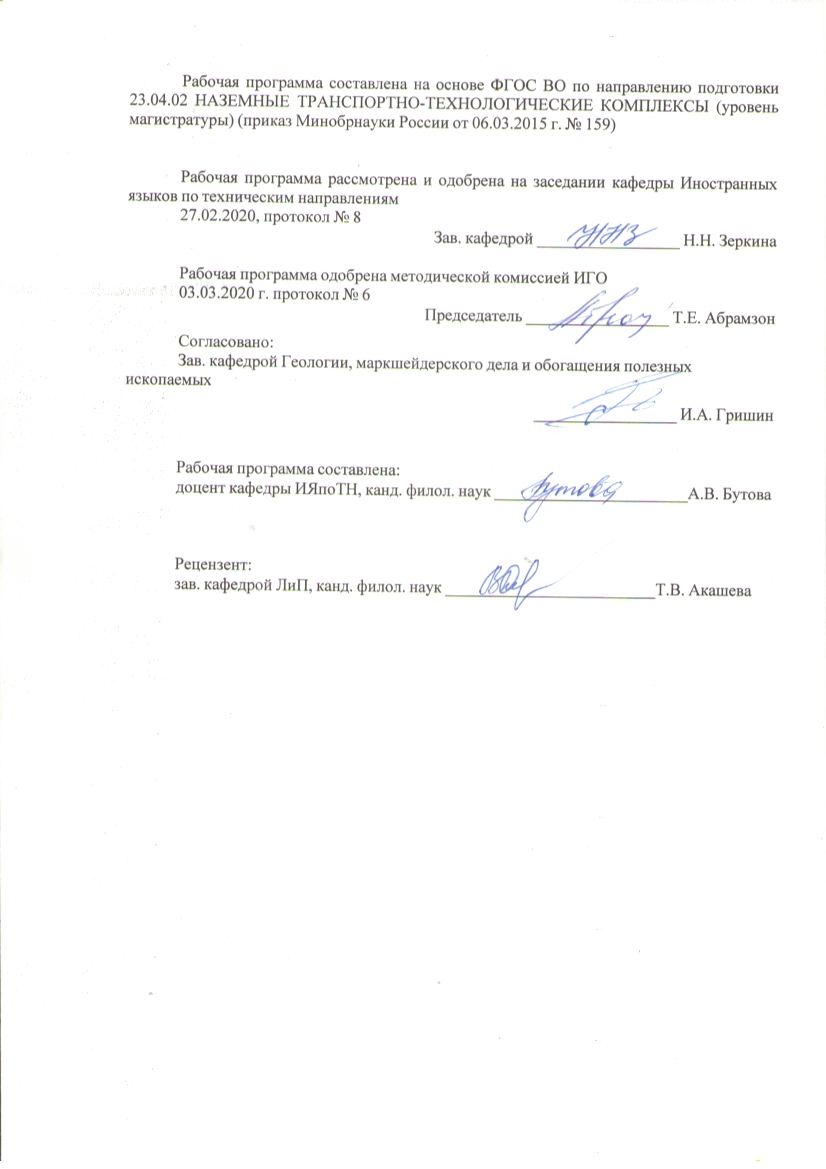 Рабочая программа составлена на основе ФГОС ВО по направлению подготовки
23.04.02 НАЗЕМНЫЕ ТРАНСПОРТНО-ТЕХНОЛОГИЧЕСКИЕ КОМПЛЕКСЫ (уровень
магистратуры) (приказ Минобрнауки России от 06.03.2015 г. № 159)
Рабочая программа рассмотрена и одобрена на заседании кафедры Иностранных
языков по техническим направлениям
27.02.2020, протокол № 8
Зав. кафедрой Н.Н. Зеркина
Рабочая программа одобрена методической комиссией ИГО
03.03.2020 г. протокол № 6
Председатель Т.Е. Абрамзон
Согласовано:
Зав. кафедрой Геологии, маркшейдерского дела и обогащения полезных
ископаемых
И.А. Гришин
Рабочая программа составлена:
доцент кафедры ИЯпоТН, канд. филол. наук А.В. Бутова
Рецензент:
зав. кафедрой ЛиП, канд. филол. наук Т.В. Акашева